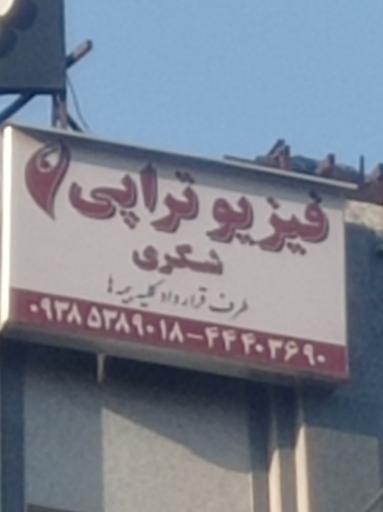 فیزیوتراپی
شکری
طرف قرارداد کلیه بیمه ها
۰۹۳۸۵۳۸۹۰۱۸-۴۴۴۰۳۶۹۰